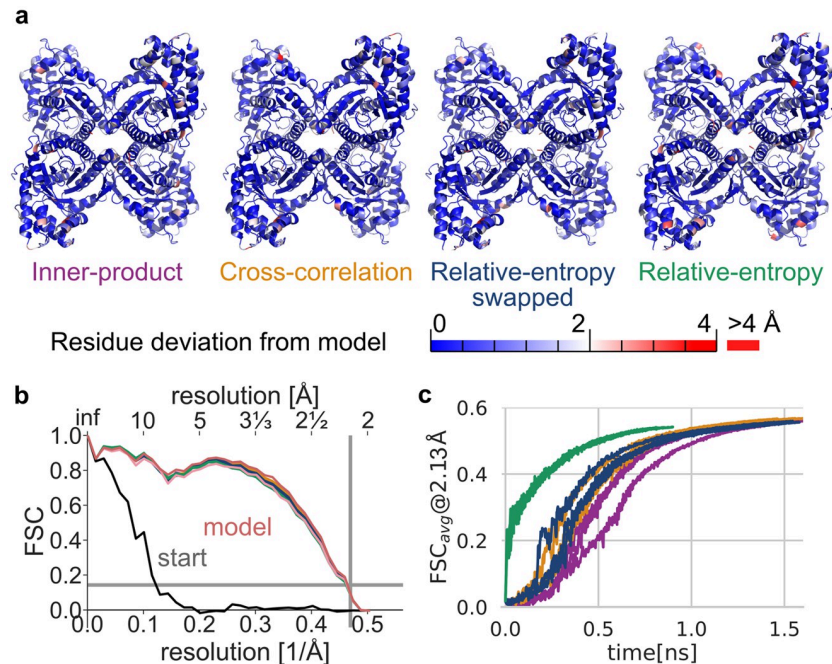 a
Inner-product Cross-correlation Relative-entropy swapped Relative-entropy
Residue deviation from model
0 2 4 >4 Å
b
resolution [Å]
inf 10 5 3⅓ 2½ 2
1.0
0.8
0.6
0.4
0.2
0.0
FSC
model
start
0.0 0.1 0.2 0.3 0.4 0.5
resolution [1/Å]
c
0.6
0.4
0.2
0.0
FSCavg@2.13Å
0.0 0.5 1.0 1.5
time[ns]